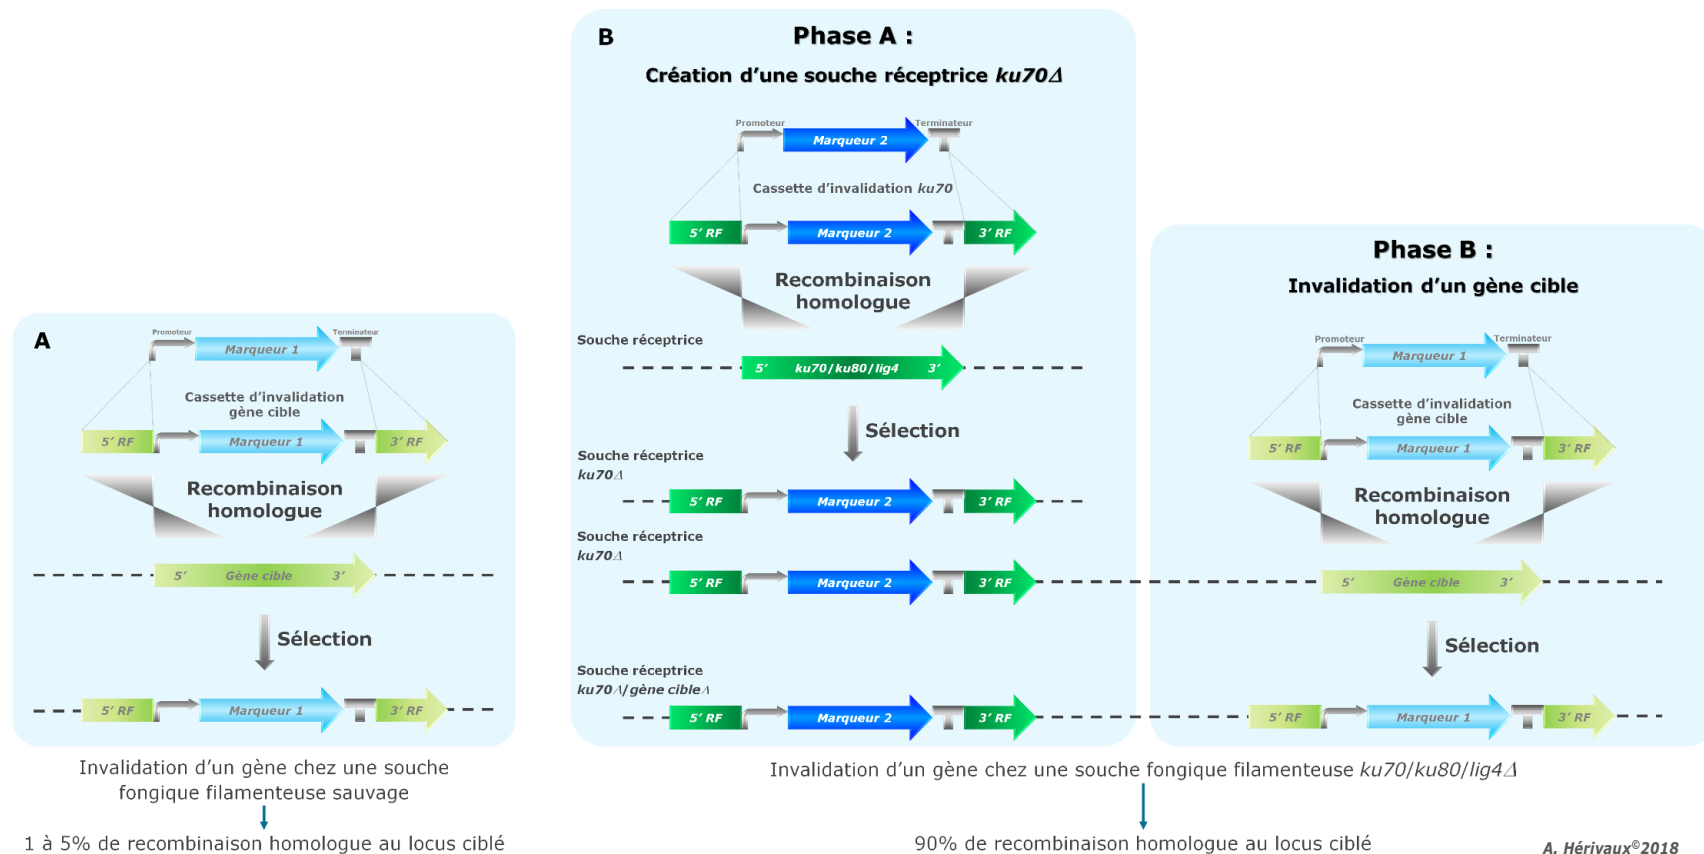 A
Promoteur
Terminateur
Marqueur 1
Cassette d’invalidation
gène cible
5’ RF
Marqueur 1
3’ RF
Recombinaison
homologue
5’
Gène cible
3’
Sélection
5’ RF
Marqueur 1
3’ RF
Invalidation d’un gène chez une souche
fongique filamenteuse sauvage
1 à 5% de recombinaison homologue au locus ciblé
B
Phase A :
Création d’une souche réceptrice ku70Δ
Promoteur
Terminateur
Marqueur 2
Cassette d’invalidation ku70
5’ RF
Marqueur 2
3’ RF
Recombinaison
homologue
Souche réceptrice
5’
ku70/ku80/lig4
3’
Sélection
Souche réceptrice
ku70Δ
5’ RF
Marqueur 2
3’ RF
Souche réceptrice
ku70Δ
5’ RF
Marqueur 2
3’ RF
Souche réceptrice
ku70Δ/gène cibleΔ
5’ RF
Marqueur 2
3’ RF
Phase B :
Invalidation d’un gène cible
Promoteur
Terminateur
Marqueur 1
Cassette d’invalidation
gène cible
5’ RF
Marqueur 1
3’ RF
Recombinaison
homologue
5’
Gène cible
3’
Sélection
5’ RF
Marqueur 1
3’ RF
Invalidation d’un gène chez une souche fongique filamenteuse ku70/ku80/lig4Δ
90% de recombinaison homologue au locus ciblé
A. Hérivaux©2018